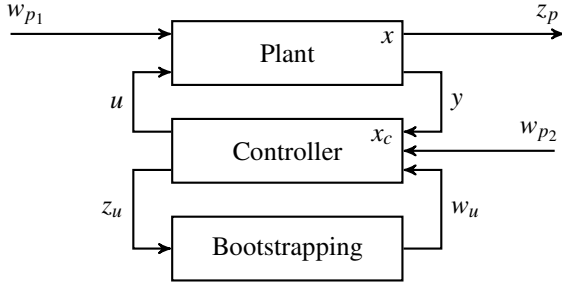 w_{p_1} z_p
x
Plant
u y
x_c w_{p_2}
Controller
z_u w_u
Bootstrapping